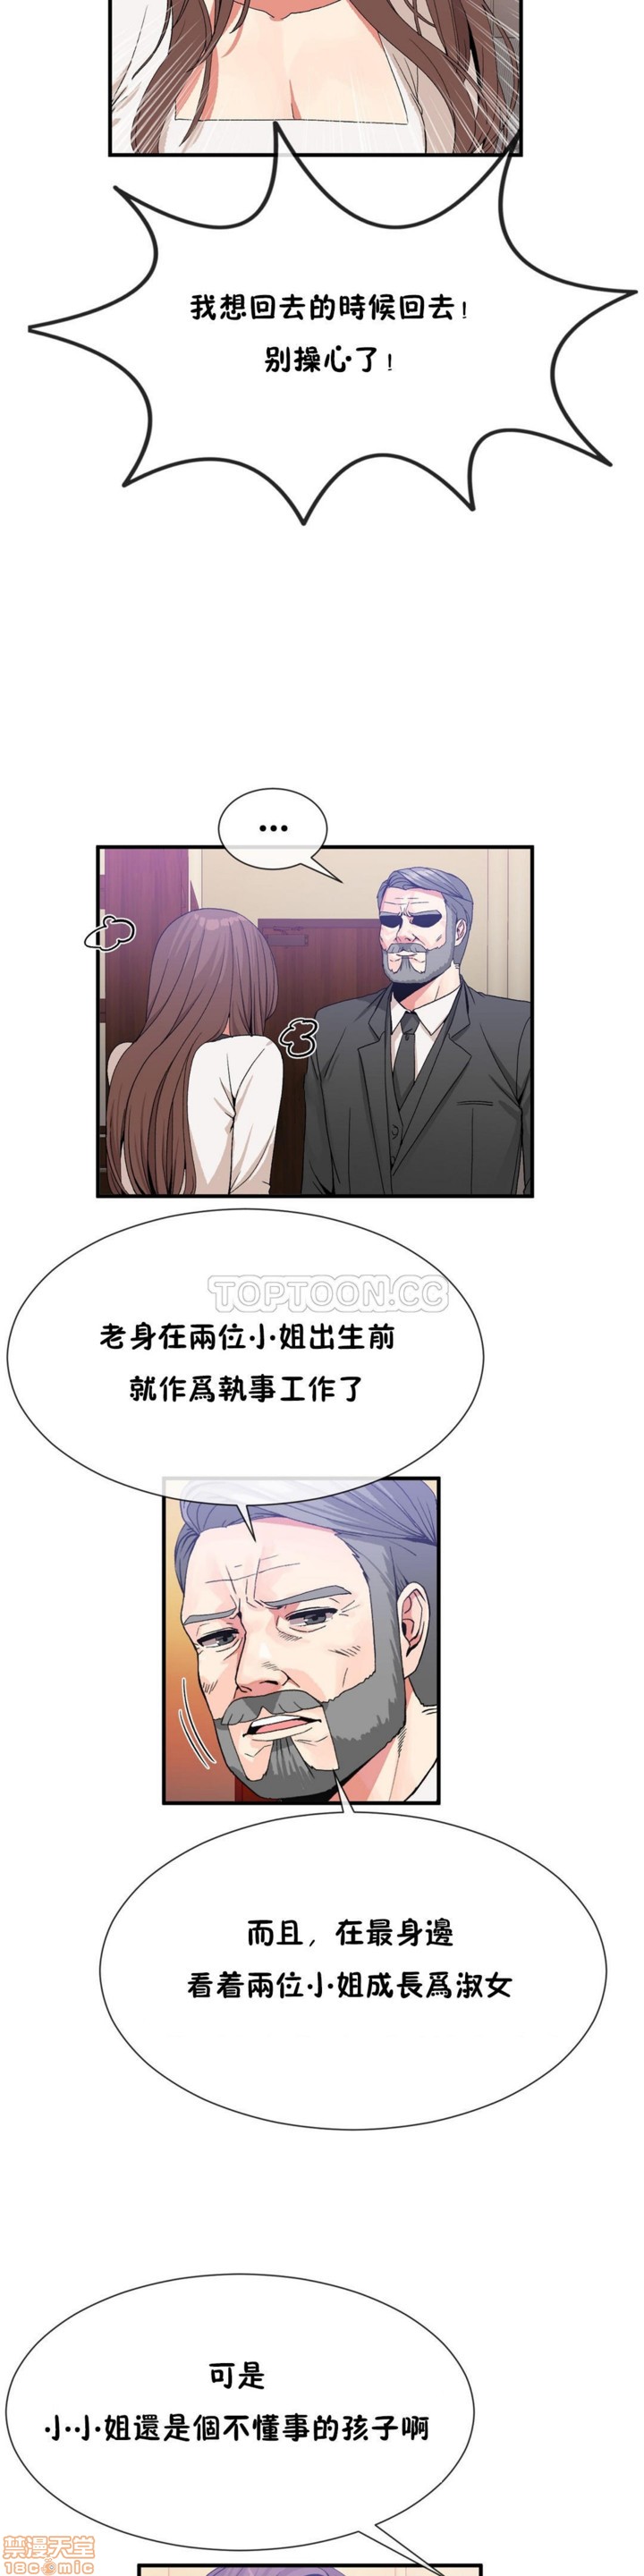 我想回去的時候回去!
别操心了!
...
TOPTOON.CC
老身在兩位小姐出生前
就作爲執事工作了
而且，在最身邊
看着兩位小姐成長爲淑女
可是
小小姐還是個不懂事的孩子啊
禁漫天堂
18comic